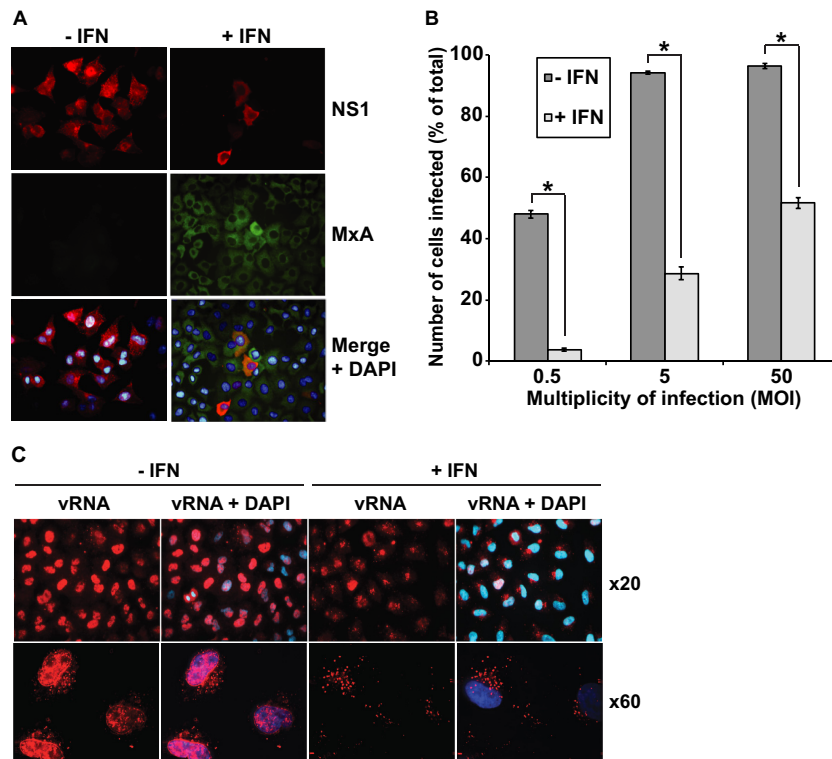 A
- IFN
+ IFN
NS1
MxA
Merge
+ DAPI
B
Number of cells infected (% of total)
100
80
60
40
20
0
- IFN
+ IFN
*
*
*
0.5
5
50
Multiplicity of infection (MOI)
C
- IFN
+ IFN
vRNA
vRNA + DAPI
vRNA
vRNA + DAPI
x20
x60